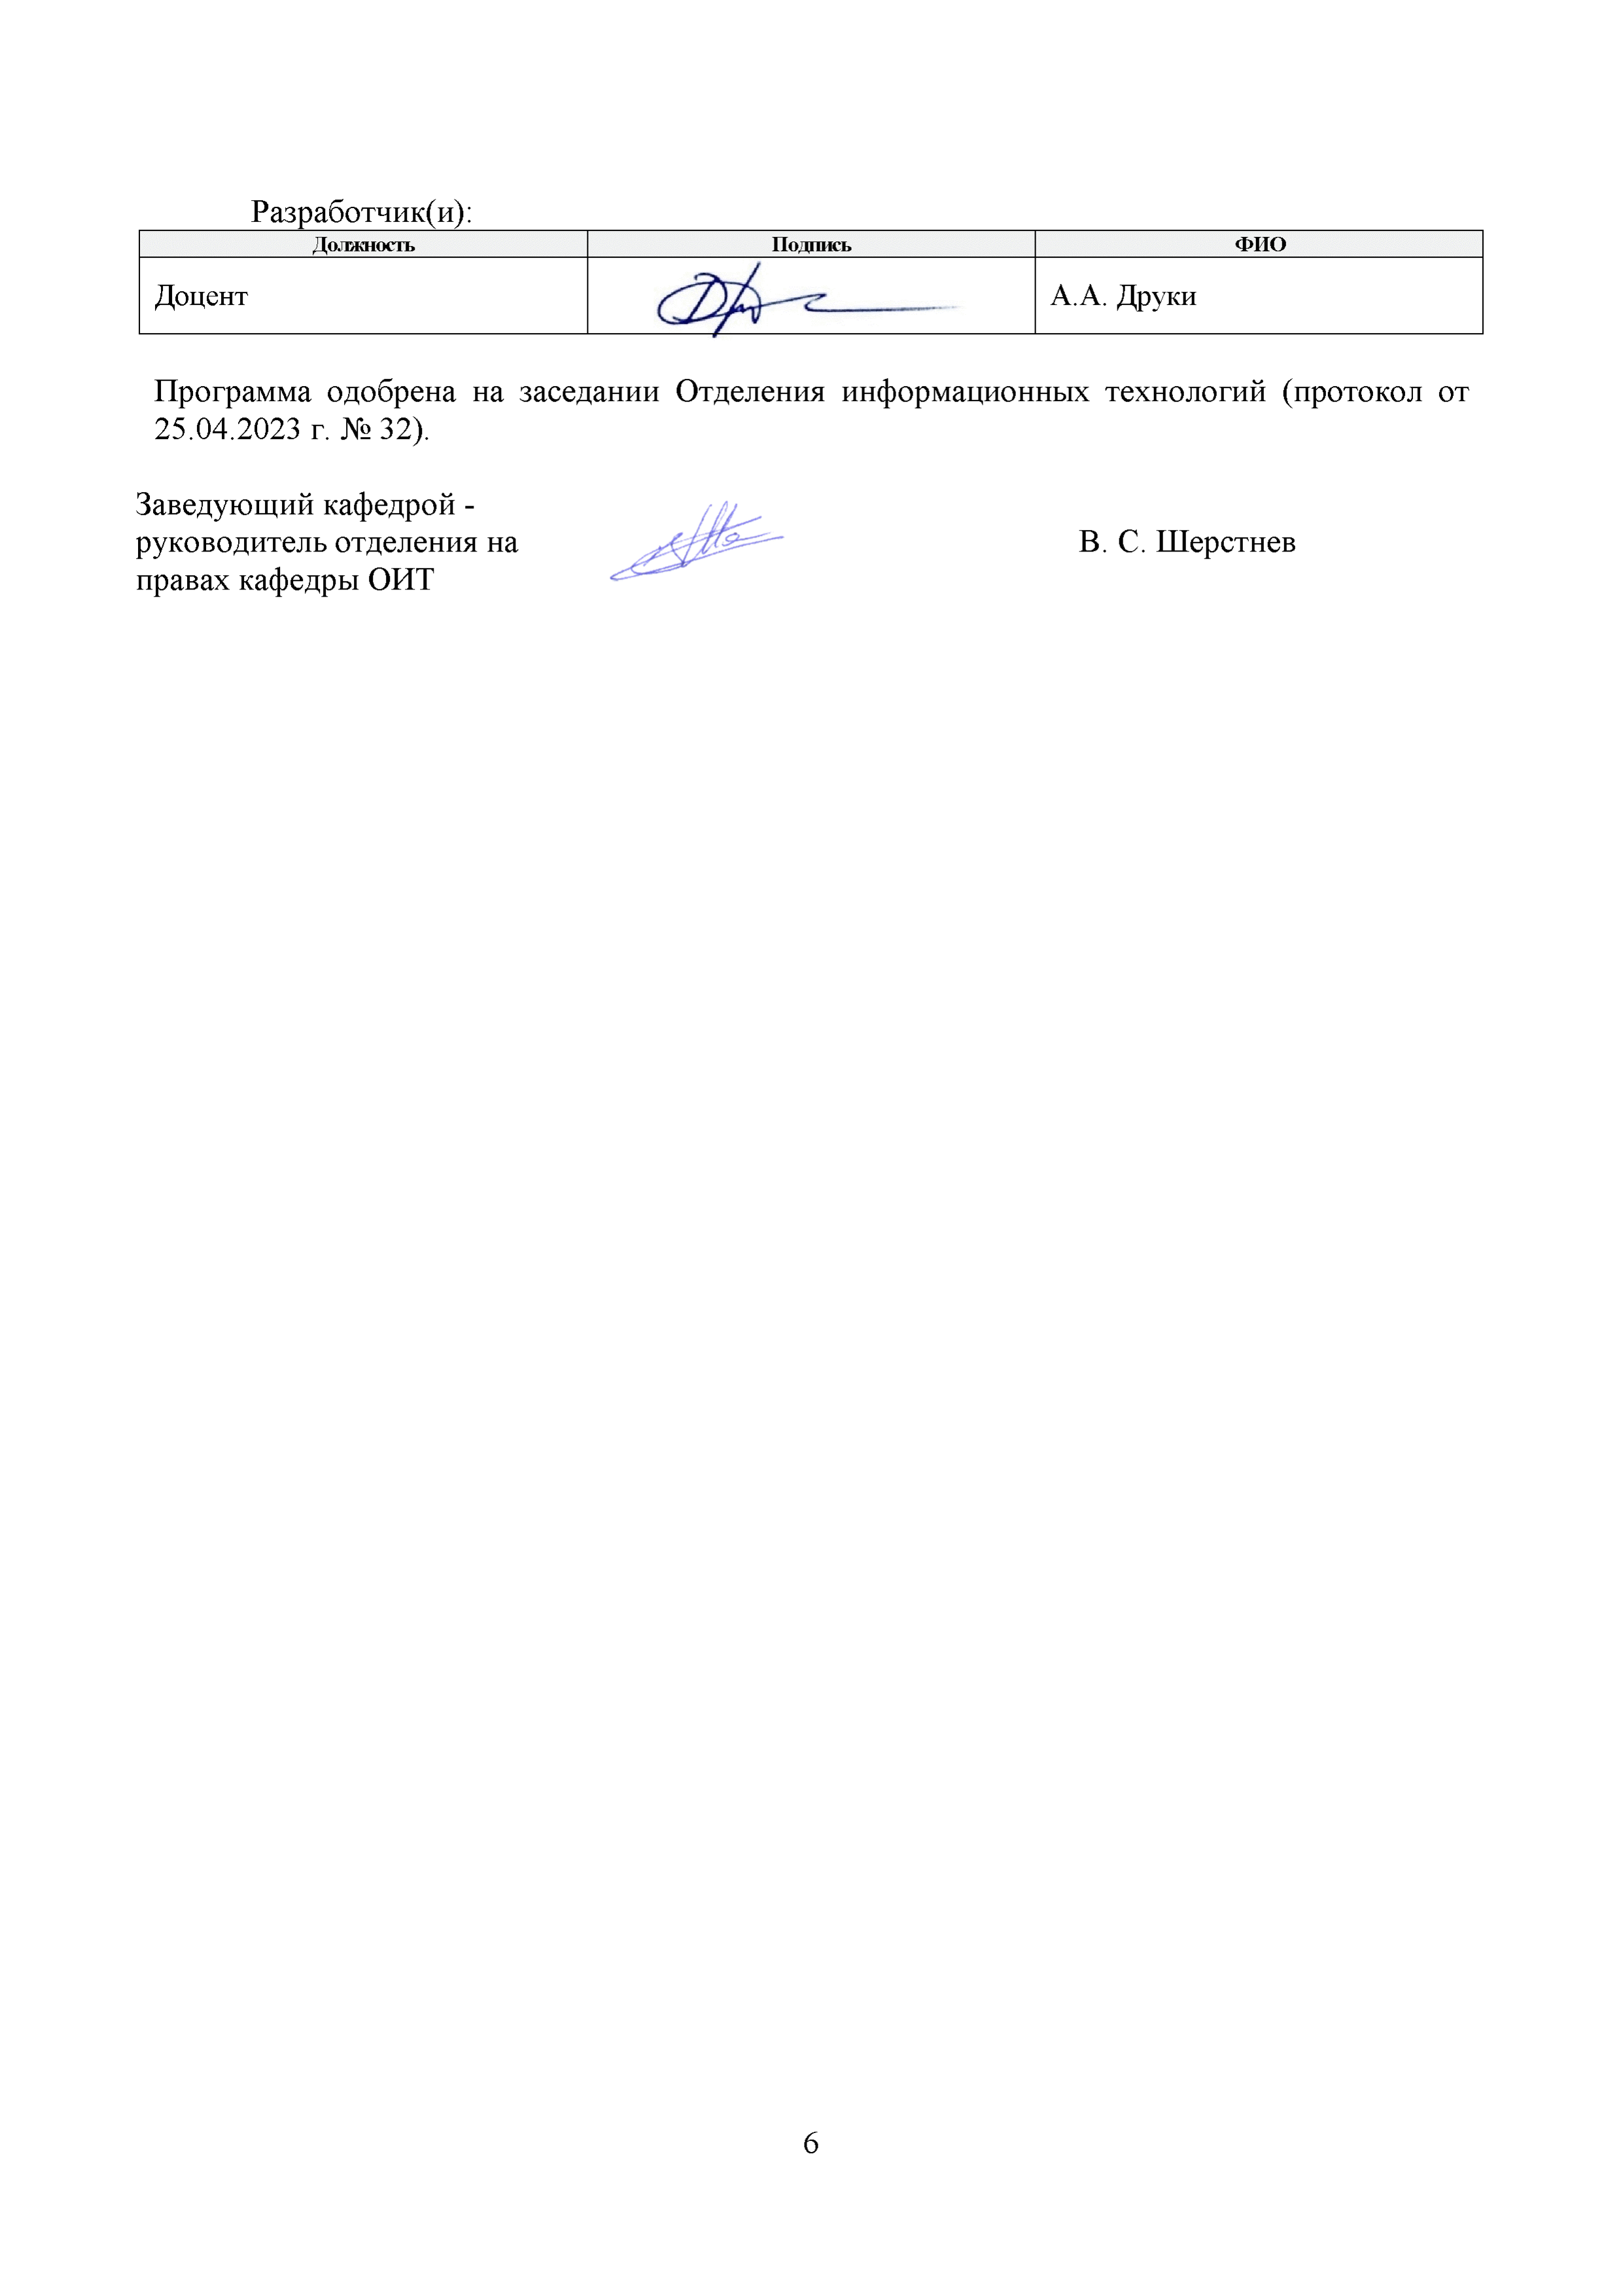 Разработчик(и):
Должность Подпись ФИО
Доцент А.А. Друки
Программа одобрена на заседании Отделения информационных технологий (протокол от
25.04.2023 г. № 32).
Заведующий кафедрой -
руководитель отделения на
правах кафедры ОИТ
В. С. Шерстнев
6